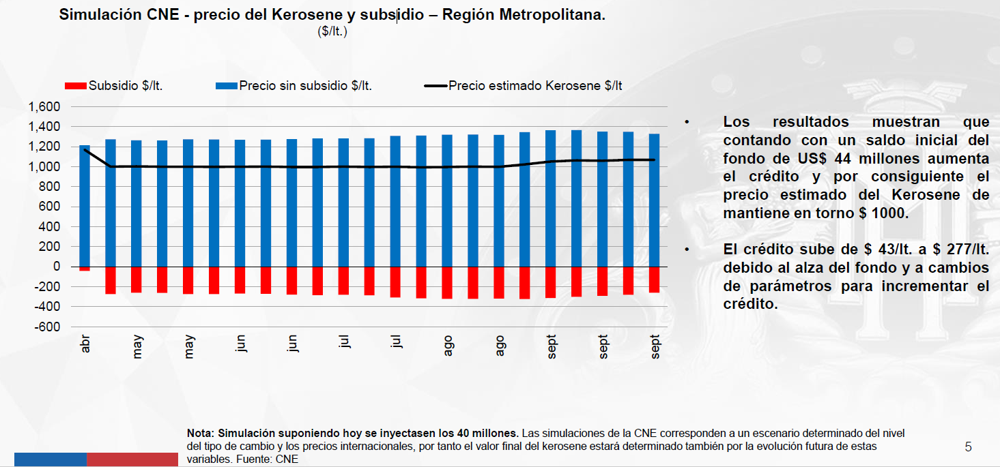 Simulación CNE - precio del Kerosene y subsidio – Región Metropolitana.
($/lt.)
Subsidio $/lt.
Precio sin subsidio $/lt.
Precio estimado Kerosene $/lt
1,600
1,400
1,200
1,000
800
600
400
200
0
-200
-400
-600
abr
may
may
jun
jun
jul
jul
ago
ago
sept
sept
sept
• Los resultados muestran que
contando con un saldo inicial del
fondo de US$ 44 millones aumenta
el crédito y por consiguiente el
precio estimado del Kerosene de
mantiene en torno $ 1000.
• El crédito sube de $ 43/lt. a $ 277/lt.
debido al alza del fondo y a cambios
de parámetros para incrementar el
crédito.
Nota: Simulación suponiendo hoy se inyectasen los 40 millones. Las simulaciones de la CNE corresponden a un escenario determinado del nivel
del tipo de cambio y los precios internacionales, por tanto el valor final del kerosene estará determinado también por la evolución futura de estas
variables. Fuente: CNE
5